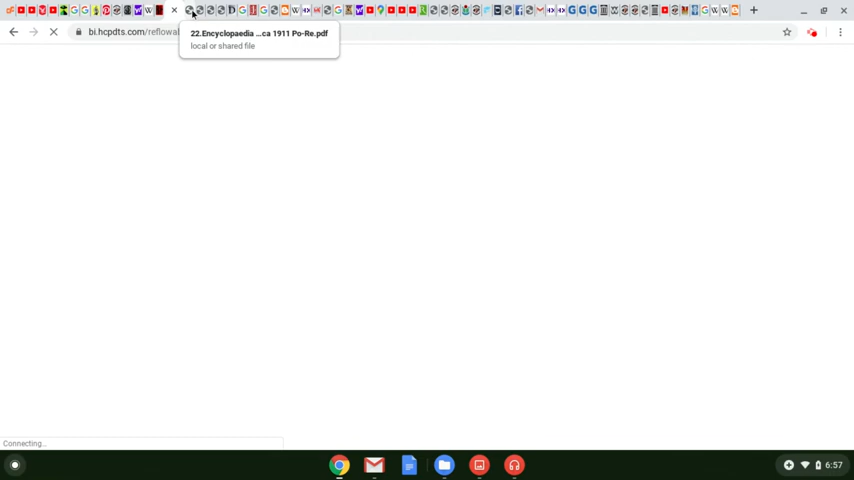 22.Encyclopaedia ...ca 1911 Po-Re.pdf
local or shared file
bi.hcpdts.com/reflowal
Connecting...
6:57